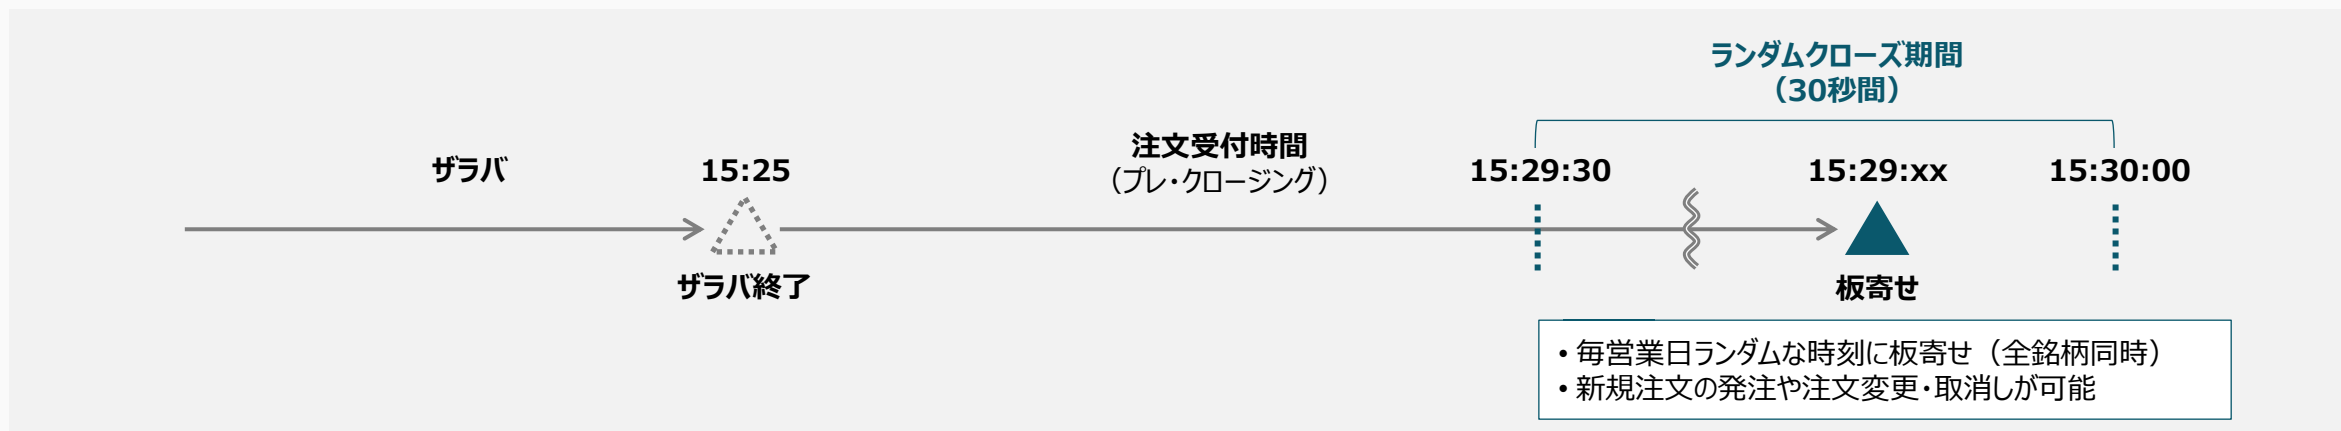 ランダムクローズ期間
（30秒間）
ザラバ
15:25
注文受付時間
（プレ・クロージング）
15:29:30
15:29:xx
15:30:00
ザラバ終了
板寄せ
• 毎営業日ランダムな時刻に板寄せ（全銘柄同時）
• 新規注文の発注や注文変更・取消しが可能